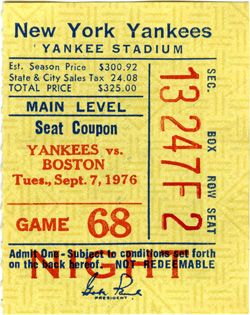 New York Yankees
YANKEE STADIUM
Est. Season Price = $300.92
State & City Sales Tax = 24.08
TOTAL PRICE = $325.00
MAIN LEVEL
Seat Coupon
YANKEES vs.
BOSTON
Tues., Sept. 7, 1976
GAME 68
NIGHT
Admit One - Subject to conditions set forth
on the back hereof. NOT REDEEMABLE
PRESIDENT
SEC. BOX ROW SEAT
13 247 F 2